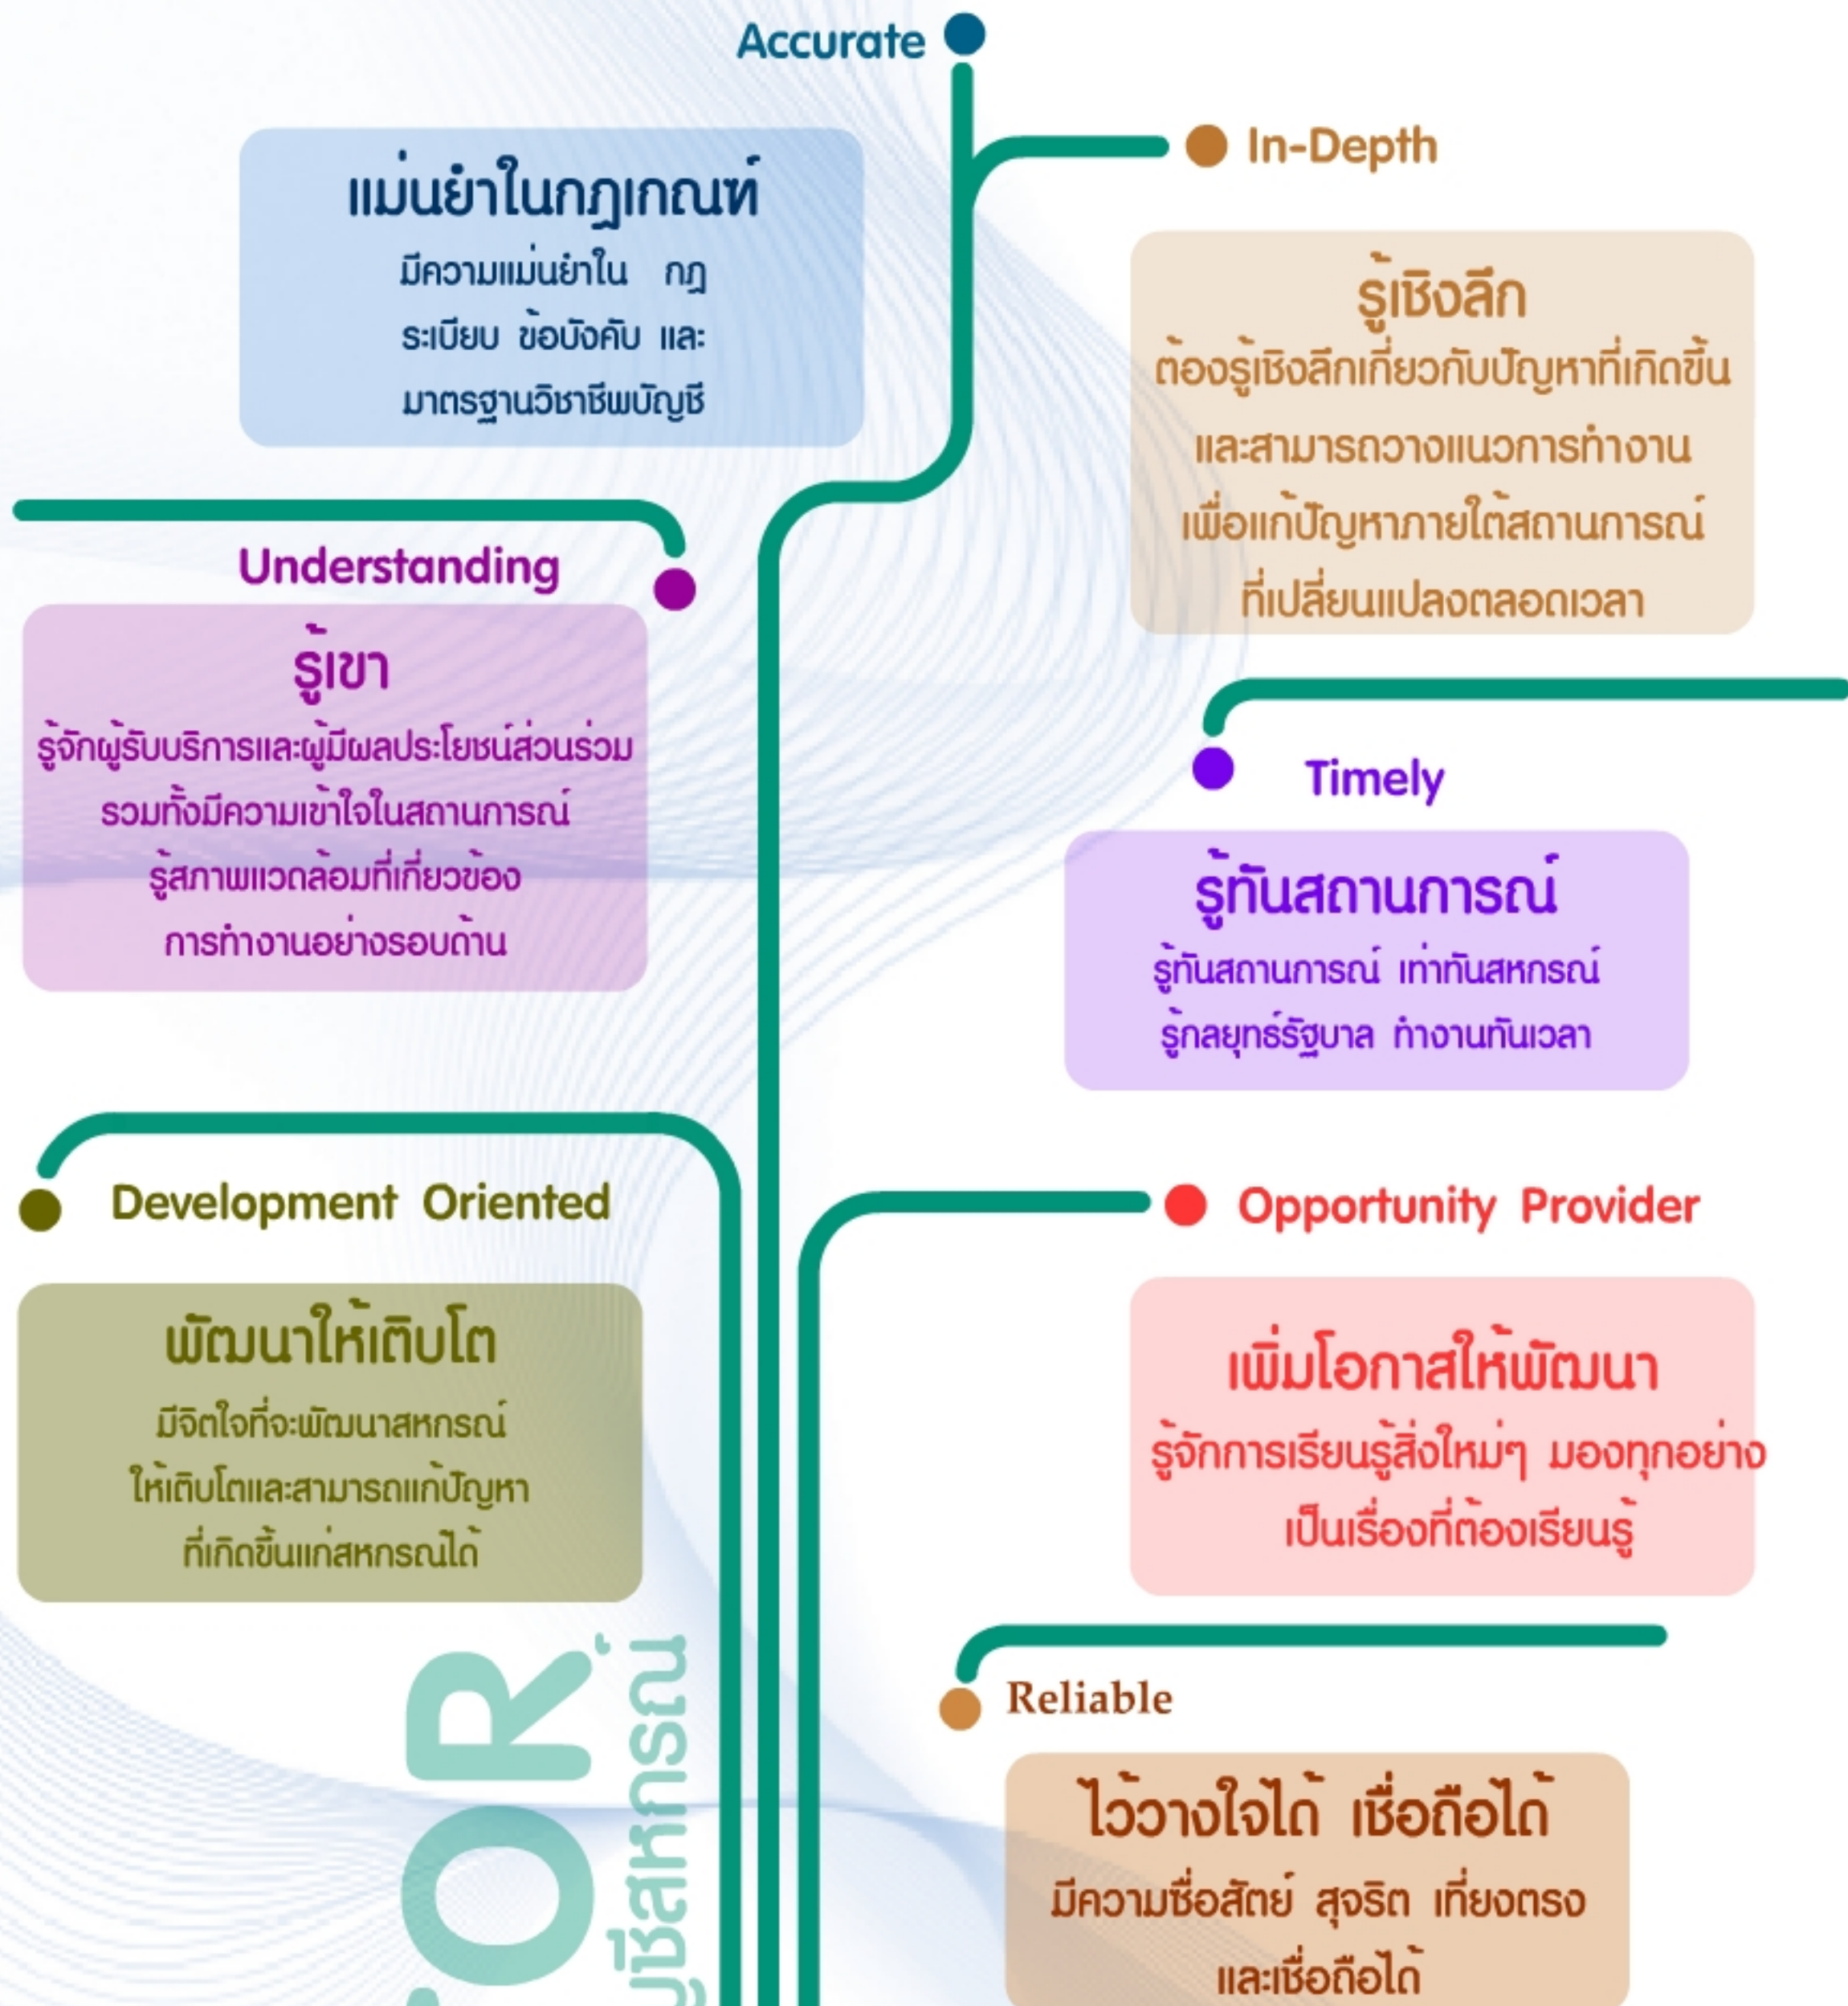 Accurate
แม่นยำในกฎเกณฑ์
มีความแม่นยำใน กฎ
ระเบียบ ข้อบังคับ และ
มาตรฐานวิชาชีพบัญชี
In-Depth
รู้เชิงลึก
ต้องรู้เชิงลึกเกี่ยวกับปัญหาที่เกิดขึ้น
และสามารถวางแนวการทำงาน
เพื่อแก้ปัญหาภายใต้สถานการณ์
ที่เปลี่ยนแปลงตลอดเวลา
Understanding
รู้เขา
รู้จักผู้รับบริการและผู้มีผลประโยชน์ส่วนร่วม
รวมทั้งมีความเข้าใจในสถานการณ์
รู้สภาพแวดล้อมที่เกี่ยวข้อง
การทำงานอย่างรอบด้าน
Timely
รู้ทันสถานการณ์
รู้ทันสถานการณ์ เท่าทันสหกรณ์
รู้กลยุทธ์รัฐบาล ทำงานทันเวลา
Development Oriented
พัฒนาให้เติบโต
มีจิตใจที่จะพัฒนาสหกรณ์
ให้เติบโตและสามารถแก้ปัญหา
ที่เกิดขึ้นแก่สหกรณ์ได้
Opportunity Provider
เพิ่มโอกาสให้พัฒนา
รู้จักการเรียนรู้สิ่งใหม่ๆ มองทุกอย่าง
เป็นเรื่องที่ต้องเรียนรู้
Reliable
ไว้วางใจได้ เชื่อถือได้
มีความซื่อสัตย์ สุจริต เที่ยงตรง
และเชื่อถือได้
OR
ชีสหกรณ์